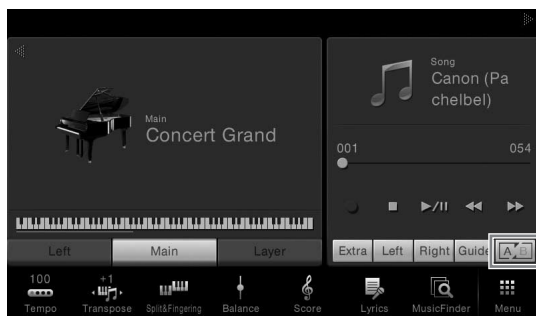 Main
Concert Grand
Left
Main
Layer
Song
Canon (Pa
chelbel)
001
054
Extra
Left
Right
Guide
A B
100
Tempo
+1
Transpose
Split&Fingering
Balance
Score
Lyrics
MusicFinder
Menu